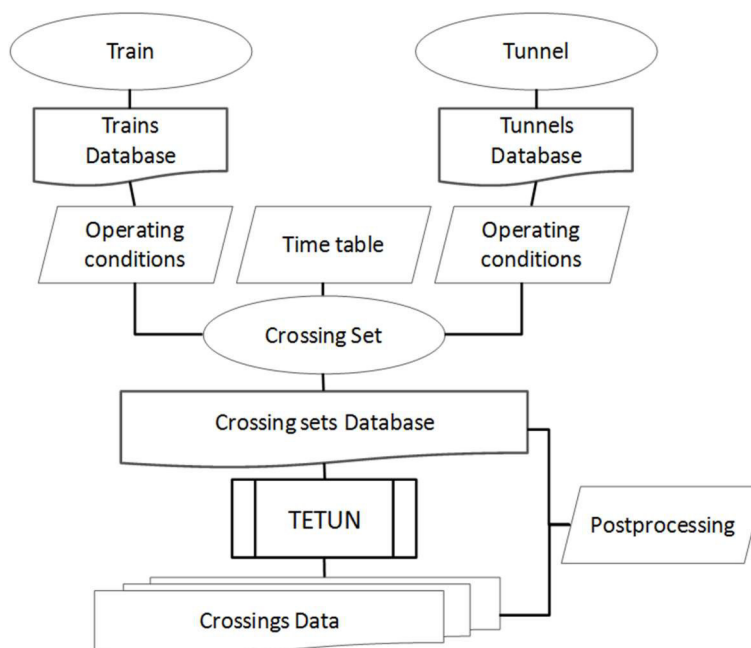 Train
Tunnel
Trains
Database
Tunnels
Database
Operating
conditions
Time table
Operating
conditions
Crossing Set
Crossing sets Database
TETUN
Postprocessing
Crossings Data